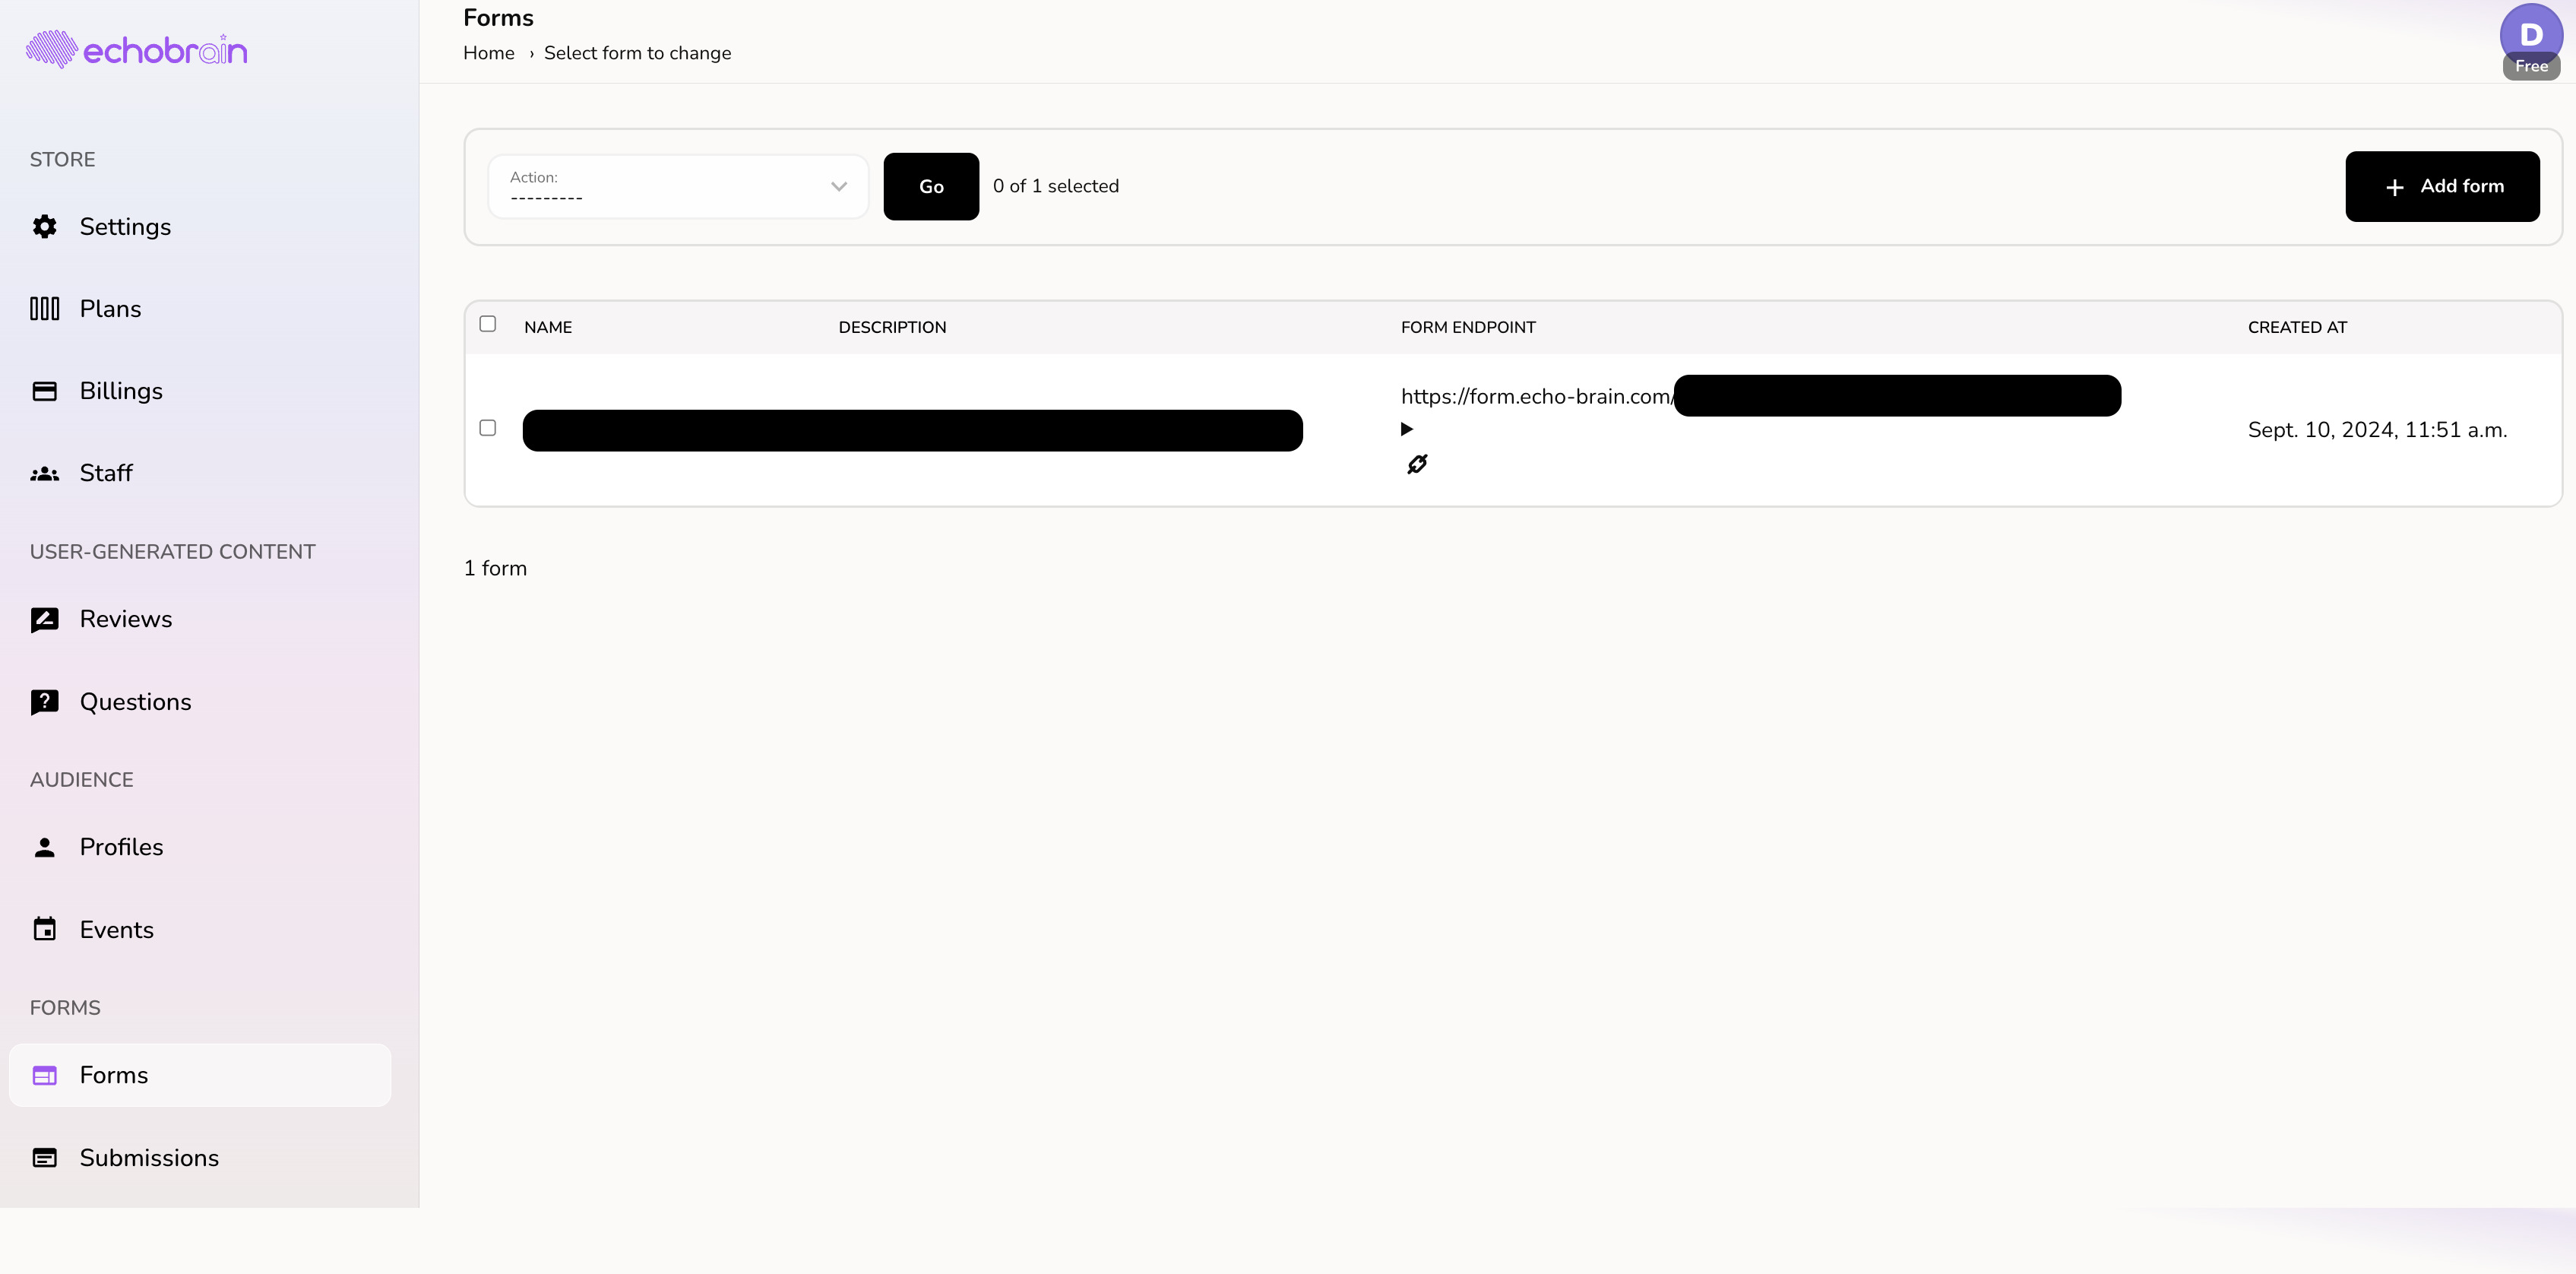 echobrain
STORE
Settings
Plans
Billings
Staff
USER-GENERATED CONTENT
Reviews
Questions
AUDIENCE
Profiles
Events
FORMS
Forms
Submissions
Forms
Home › Select form to change
D
Free
Action:
---------
Go
0 of 1 selected
+ Add form
NAME DESCRIPTION FORM ENDPOINT CREATED AT
https://form.echo-brain.com/
Sept. 10, 2024, 11:51 a.m.
1 form